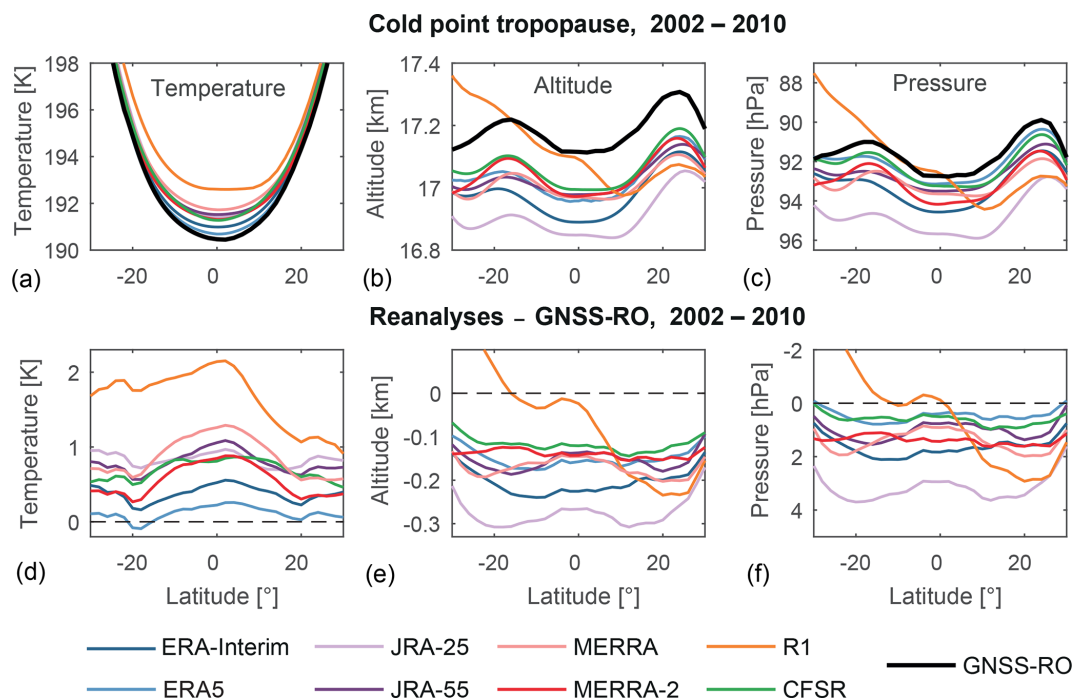 Cold point tropopause, 2002 – 2010
Temperature [K]
198
196
194
192
190
Temperature
-20
0
20
(a)
Altitude [km]
17.4
17.2
17
16.8
Altitude
-20
0
20
(b)
Pressure [hPa]
88
90
92
94
96
Pressure
-20
0
20
(c)
Reanalyses – GNSS-RO, 2002 – 2010
Temperature [K]
2
1
0
-20
0
20
(d)
Latitude [°]
Altitude [km]
0
-0.1
-0.2
-0.3
-20
0
20
(e)
Latitude [°]
Pressure [hPa]
-2
0
2
4
-20
0
20
(f)
Latitude [°]
ERA-Interim
JRA-25
MERRA
R1
GNSS-RO
ERA5
JRA-55
MERRA-2
CFSR